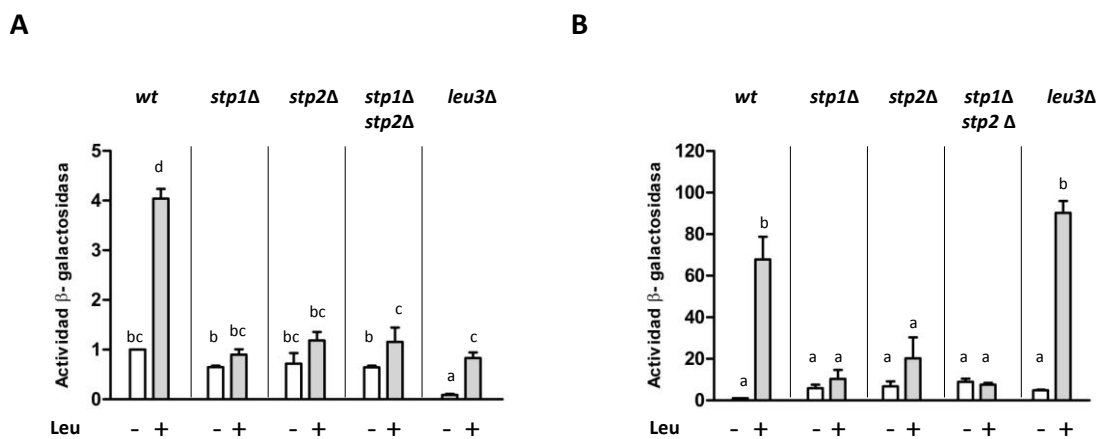 A
wt stp1Δ stp2Δ stp1Δ leu3Δ
stp2Δ
Actividad β- galactosidasa
5
4
3
2
1
0
bc d b bc bc bc b c a c
Leu - + - + - + - + - +
B
wt stp1Δ stp2Δ stp1Δ leu3Δ
stp2 Δ
Actividad β- galactosidasa
120
100
80
60
40
20
0
a b a a a a a a a b
Leu - + - + - + - + - +